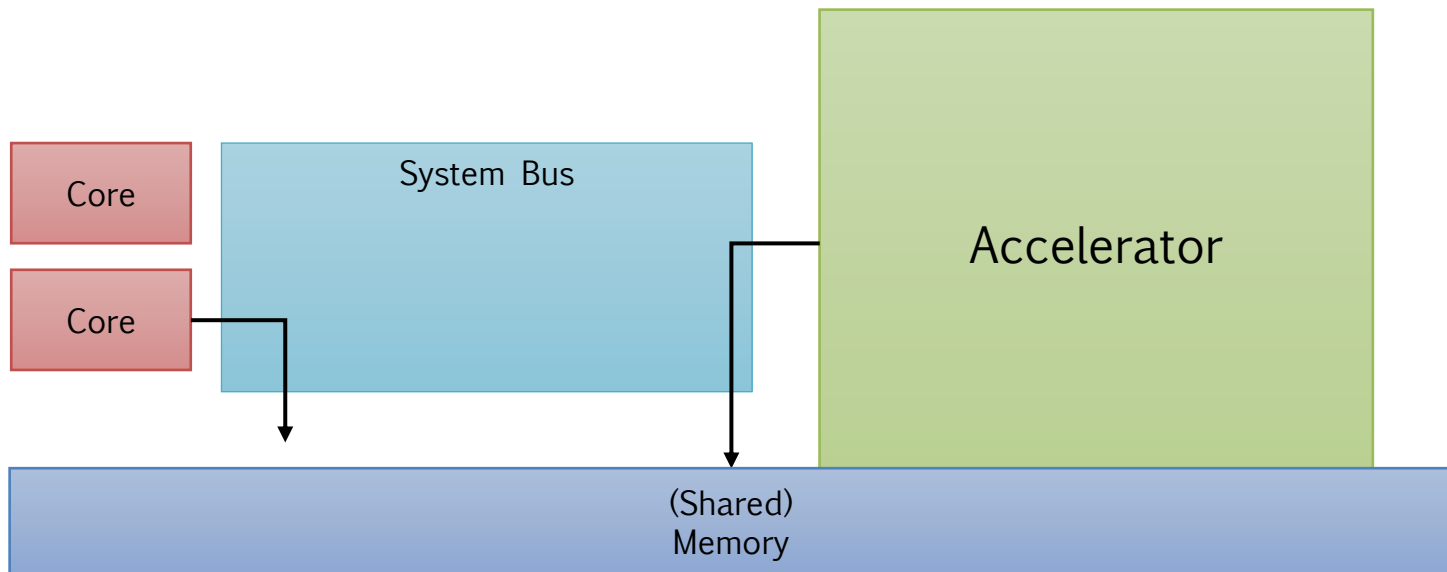 Core
System Bus
Core
Accelerator
(Shared)
Memory